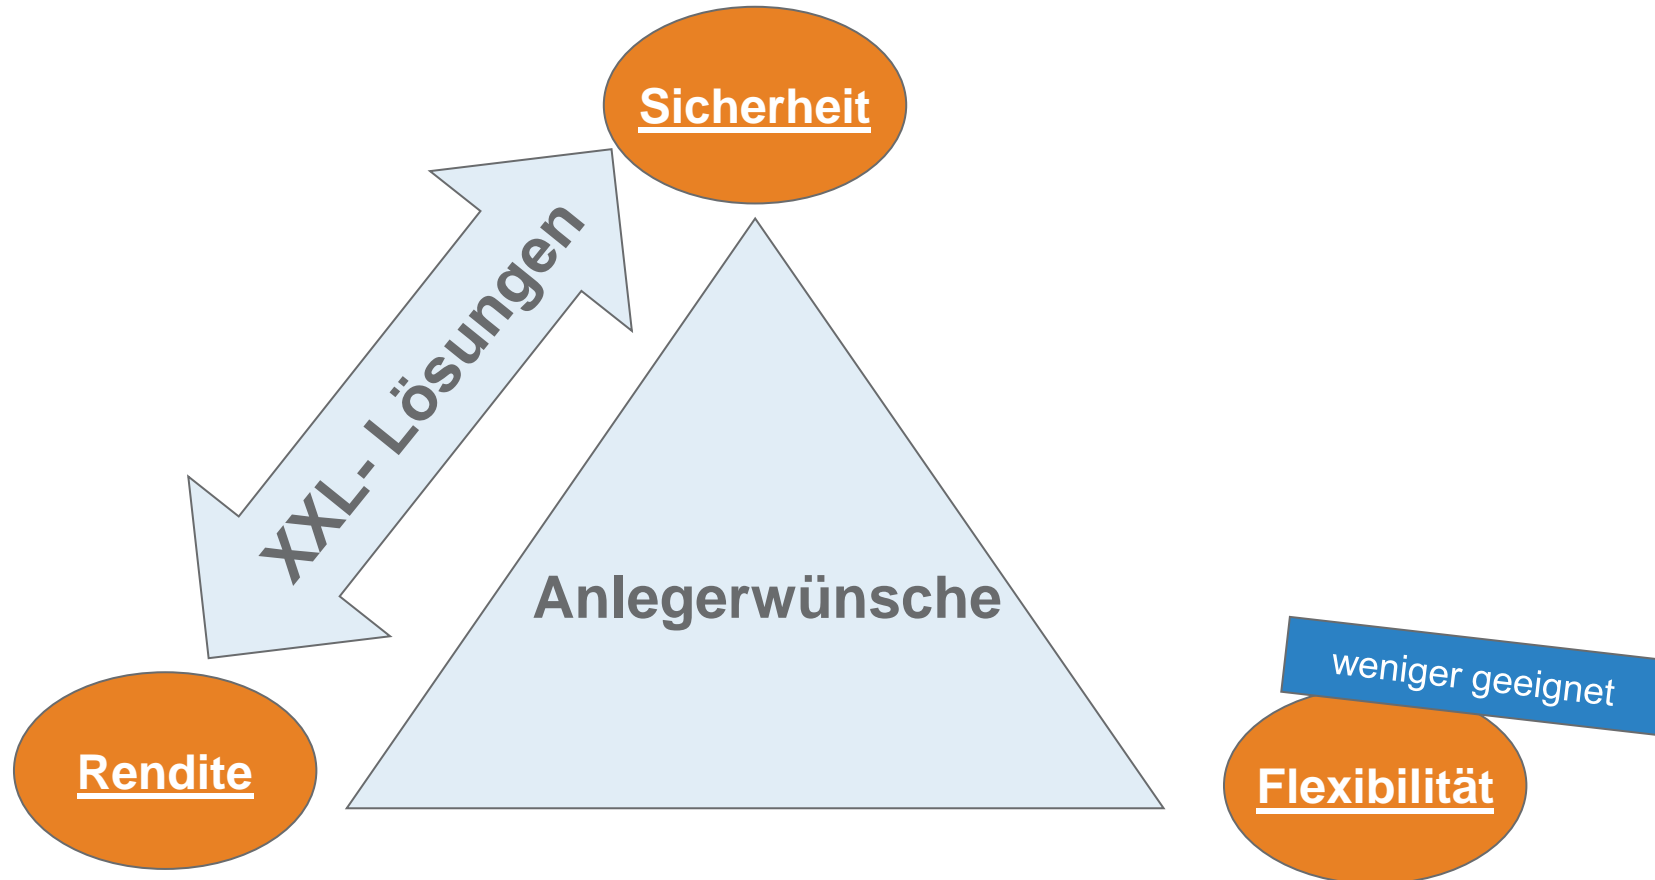 Sicherheit
XXL- Lösungen
Anlegerwünsche
weniger geeignet
Rendite
Flexibilität